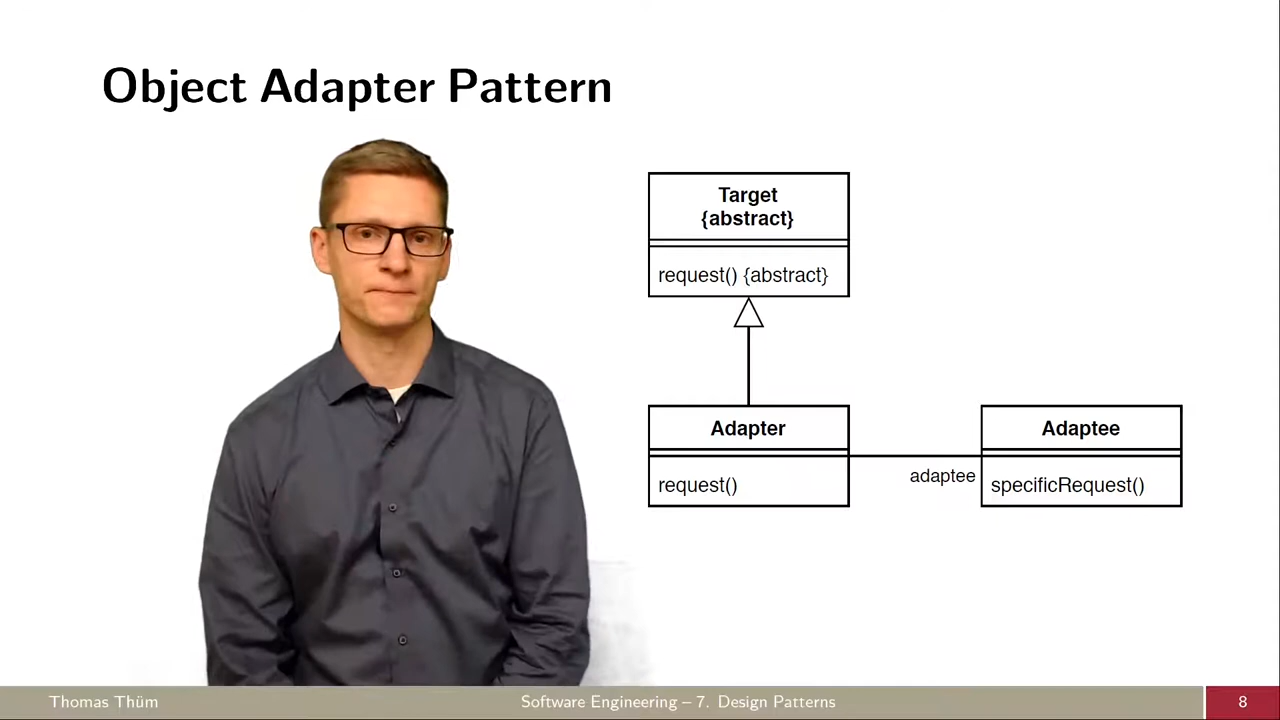 Object Adapter Pattern
Target
{abstract}
request() {abstract}
Adapter
request()
adaptee
Adaptee
specificRequest()
Thomas Thüm
Software Engineering – 7. Design Patterns
8